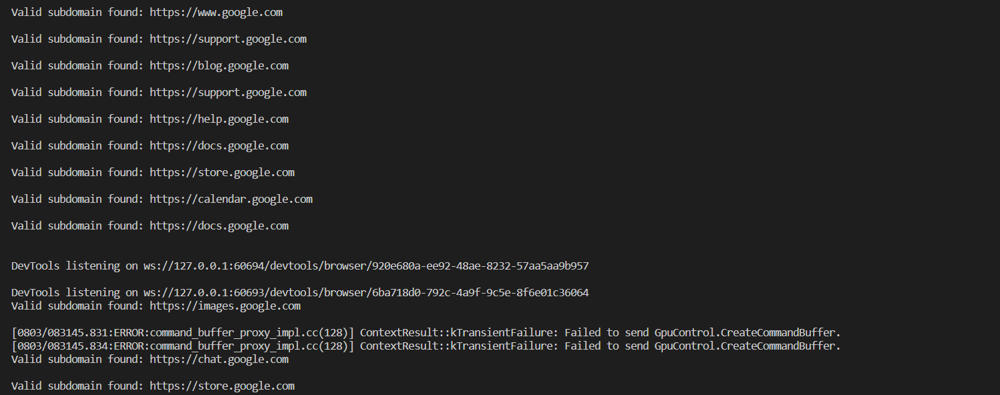 Valid subdomain found: https://www.google.com
Valid subdomain found: https://support.google.com
Valid subdomain found: https://blog.google.com
Valid subdomain found: https://support.google.com
Valid subdomain found: https://help.google.com
Valid subdomain found: https://docs.google.com
Valid subdomain found: https://store.google.com
Valid subdomain found: https://calendar.google.com
Valid subdomain found: https://docs.google.com
DevTools listening on ws://127.0.0.1:60694/devtools/browser/920e680a-ee92-48ae-8232-57aa5aa9b957
DevTools listening on ws://127.0.0.1:60693/devtools/browser/6ba718d0-792c-4a9f-9c5e-8f6e01c36064
Valid subdomain found: https://images.google.com
[0803/083145.831:ERROR:command_buffer_proxy_impl.cc(128)] ContextResult::kTransientFailure: Failed to send GpuControl.CreateCommandBuffer.
[0803/083145.834:ERROR:command_buffer_proxy_impl.cc(128)] ContextResult::kTransientFailure: Failed to send GpuControl.CreateCommandBuffer.
Valid subdomain found: https://chat.google.com
Valid subdomain found: https://store.google.com